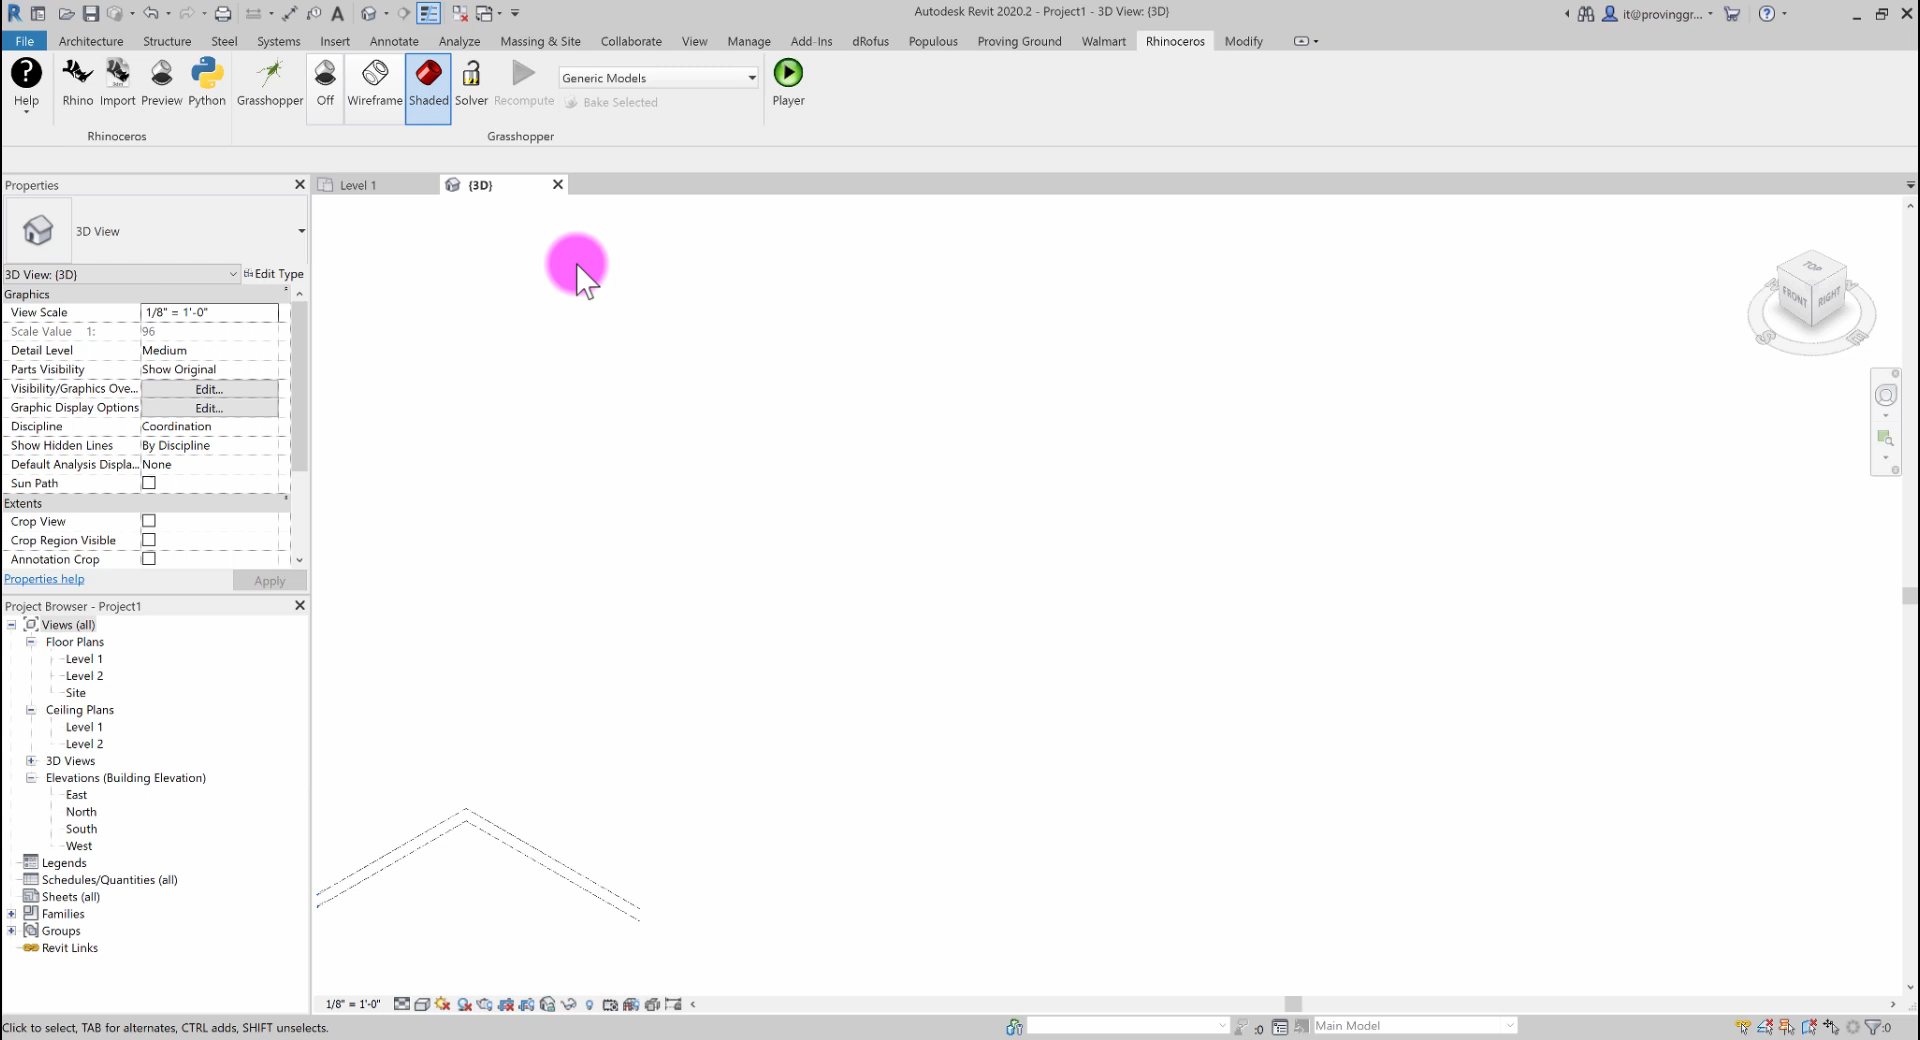 Autodesk Revit 2020.2 - Project1 - 3D View: {3D}
it@provinggr...
File Architecture Structure Steel Systems Insert Annotate Analyze Massing & Site Collaborate View Manage Add-Ins dRofus Populous Proving Ground Walmart Rhinoceros Modify
Help Rhino Import Preview Python Grasshopper Off Wireframe Shaded Solver Recompute
Generic Models
Bake Selected
Player
Rhinoceros
Grasshopper
Properties
Level 1
{3D}
3D View
3D View: {3D}
Edit Type
Graphics
View Scale 1/8" = 1'-0"
Scale Value 1: 96
Detail Level Medium
Parts Visibility Show Original
Visibility/Graphics Ove... Edit...
Graphic Display Options Edit...
Discipline Coordination
Show Hidden Lines By Discipline
Default Analysis Displa... None
Sun Path
Extents
Crop View
Crop Region Visible
Annotation Crop
Properties help
Apply
TOP
FRONT RIGHT
Project Browser - Project1
Views (all)
Floor Plans
Level 1
Level 2
Site
Ceiling Plans
Level 1
Level 2
3D Views
Elevations (Building Elevation)
East
North
South
West
Legends
Schedules/Quantities (all)
Sheets (all)
Families
Groups
Revit Links
1/8" = 1'-0"
Click to select, TAB for alternates, CTRL adds, SHIFT unselects.
:0
Main Model
:0